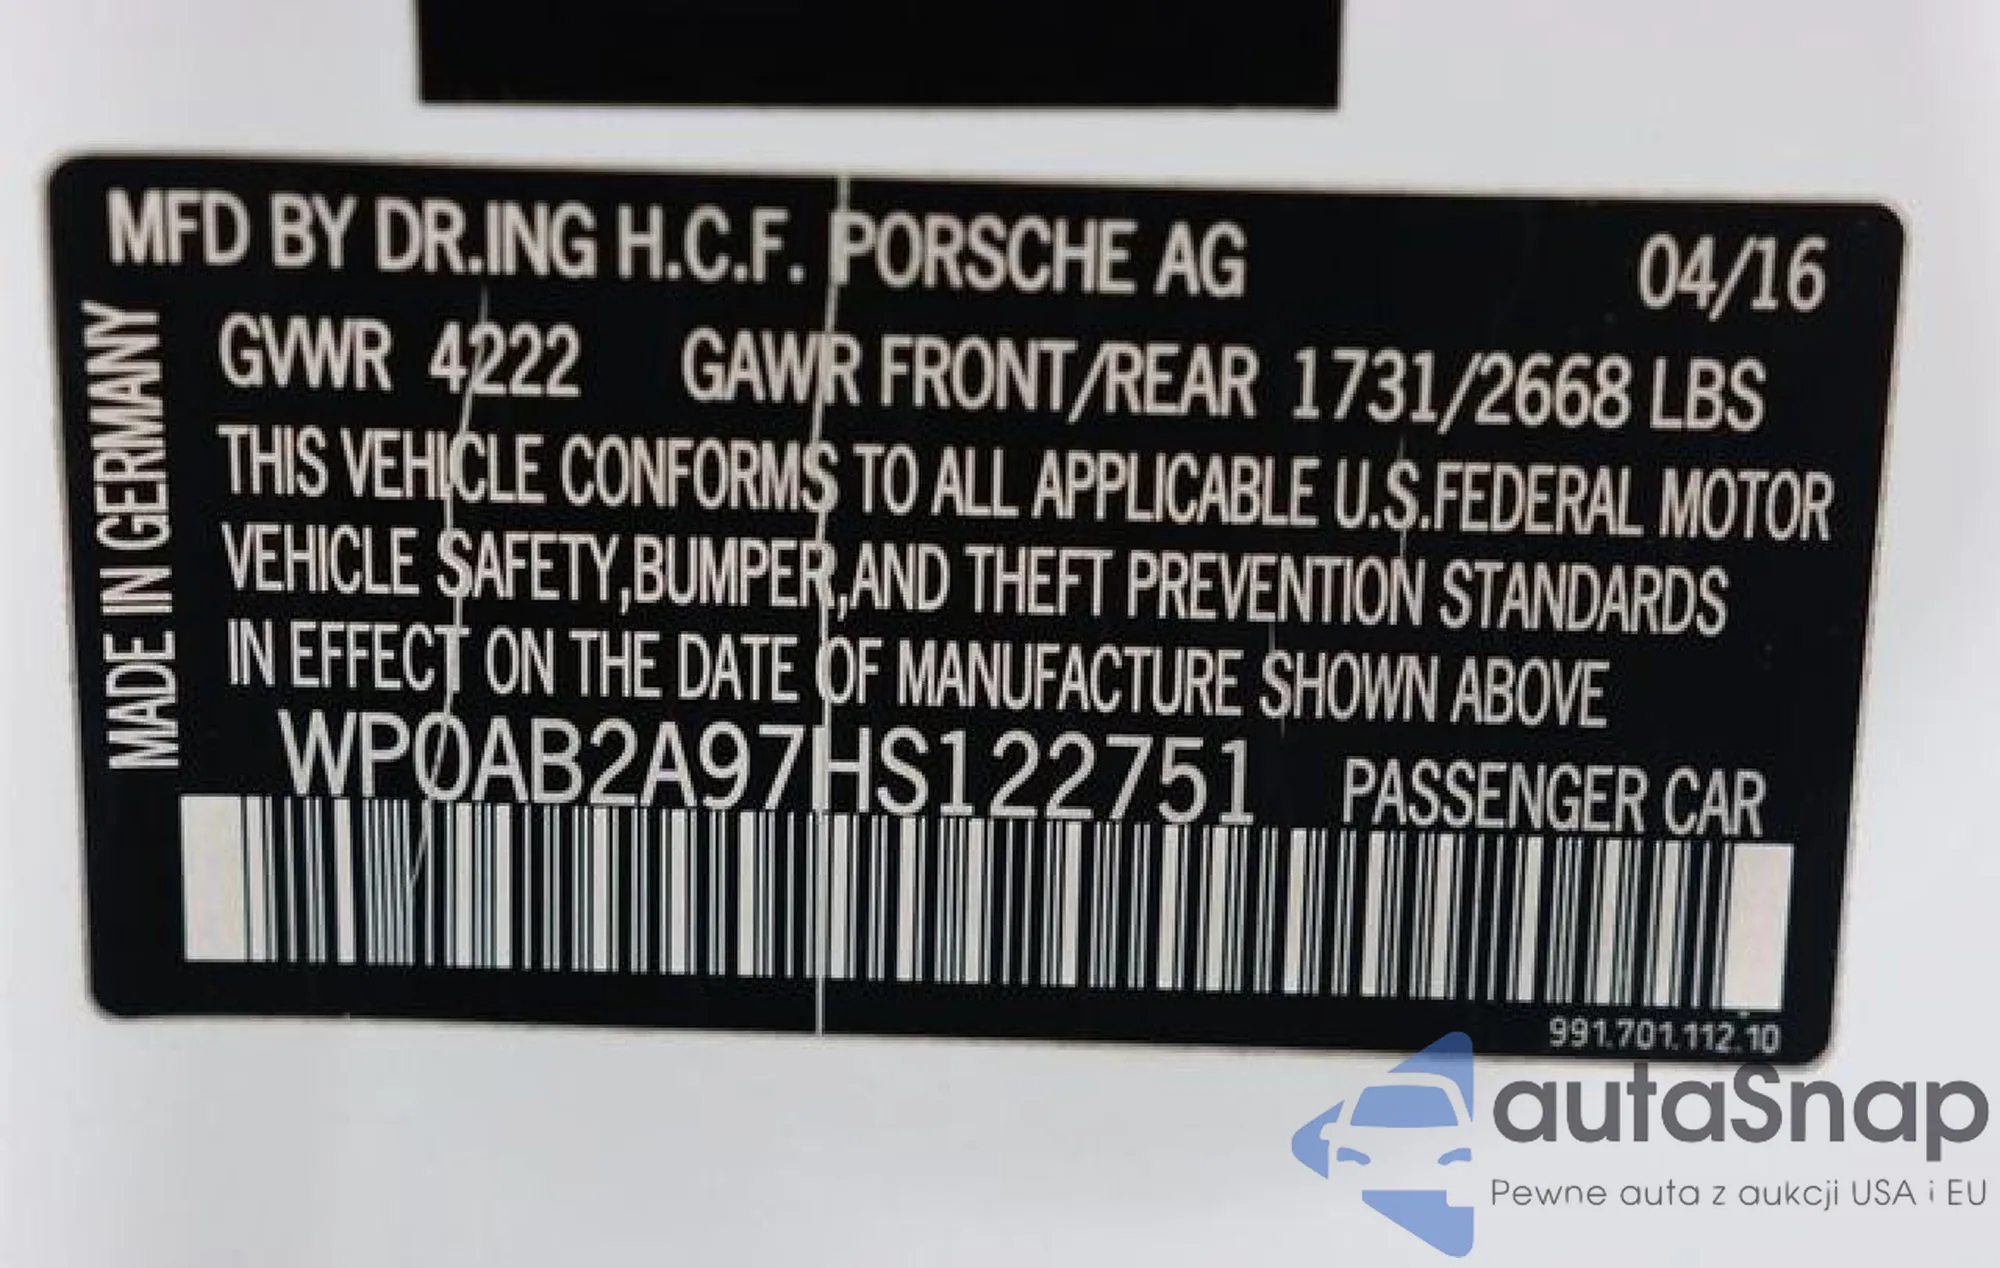 MFD BY DR.ING H.C.F. PORSCHE AG 04/16
MADE IN GERMANY
GVWR 4222 GAWR FRONT/REAR 1731/2668 LBS
THIS VEHICLE CONFORMS TO ALL APPLICABLE U.S.FEDERAL MOTOR
VEHICLE SAFETY,BUMPER,AND THEFT PREVENTION STANDARDS
IN EFFECT ON THE DATE OF MANUFACTURE SHOWN ABOVE
WP0AB2A97HS122751 PASSENGER CAR
991.701.112.10
autaSnap
Pewne auta z aukcji USA i EU